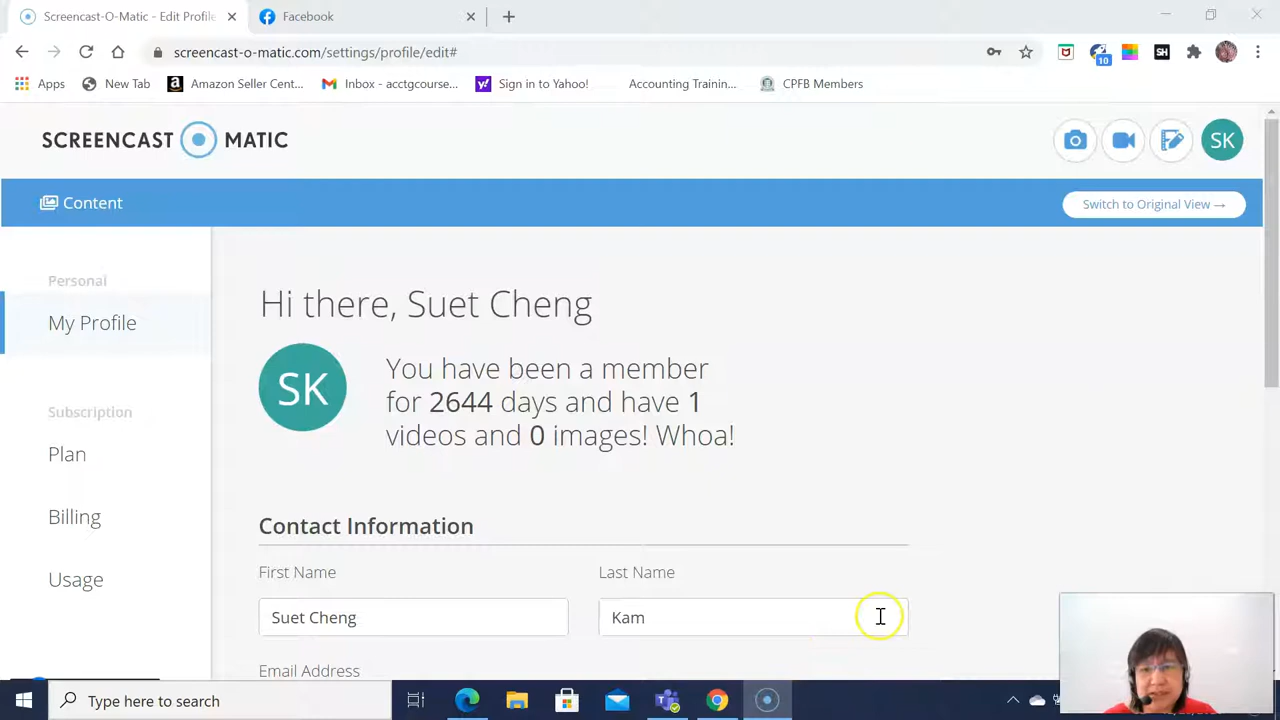 Screencast-O-Matic - Edit Profile
Facebook
screencast-o-matic.com/settings/profile/edit#
10
SH
Apps
New Tab
Amazon Seller Cent...
Inbox - acctgcourse...
Sign in to Yahoo!
Accounting Trainin...
CPFB Members
SCREENCAST MATIC
SK
Content
Switch to Original View →
Personal
My Profile
Subscription
Plan
Billing
Usage
Hi there, Suet Cheng
SK
You have been a member
for 2644 days and have 1
videos and 0 images! Whoa!
Contact Information
First Name
Last Name
Suet Cheng
Kam
Email Address
Type here to search